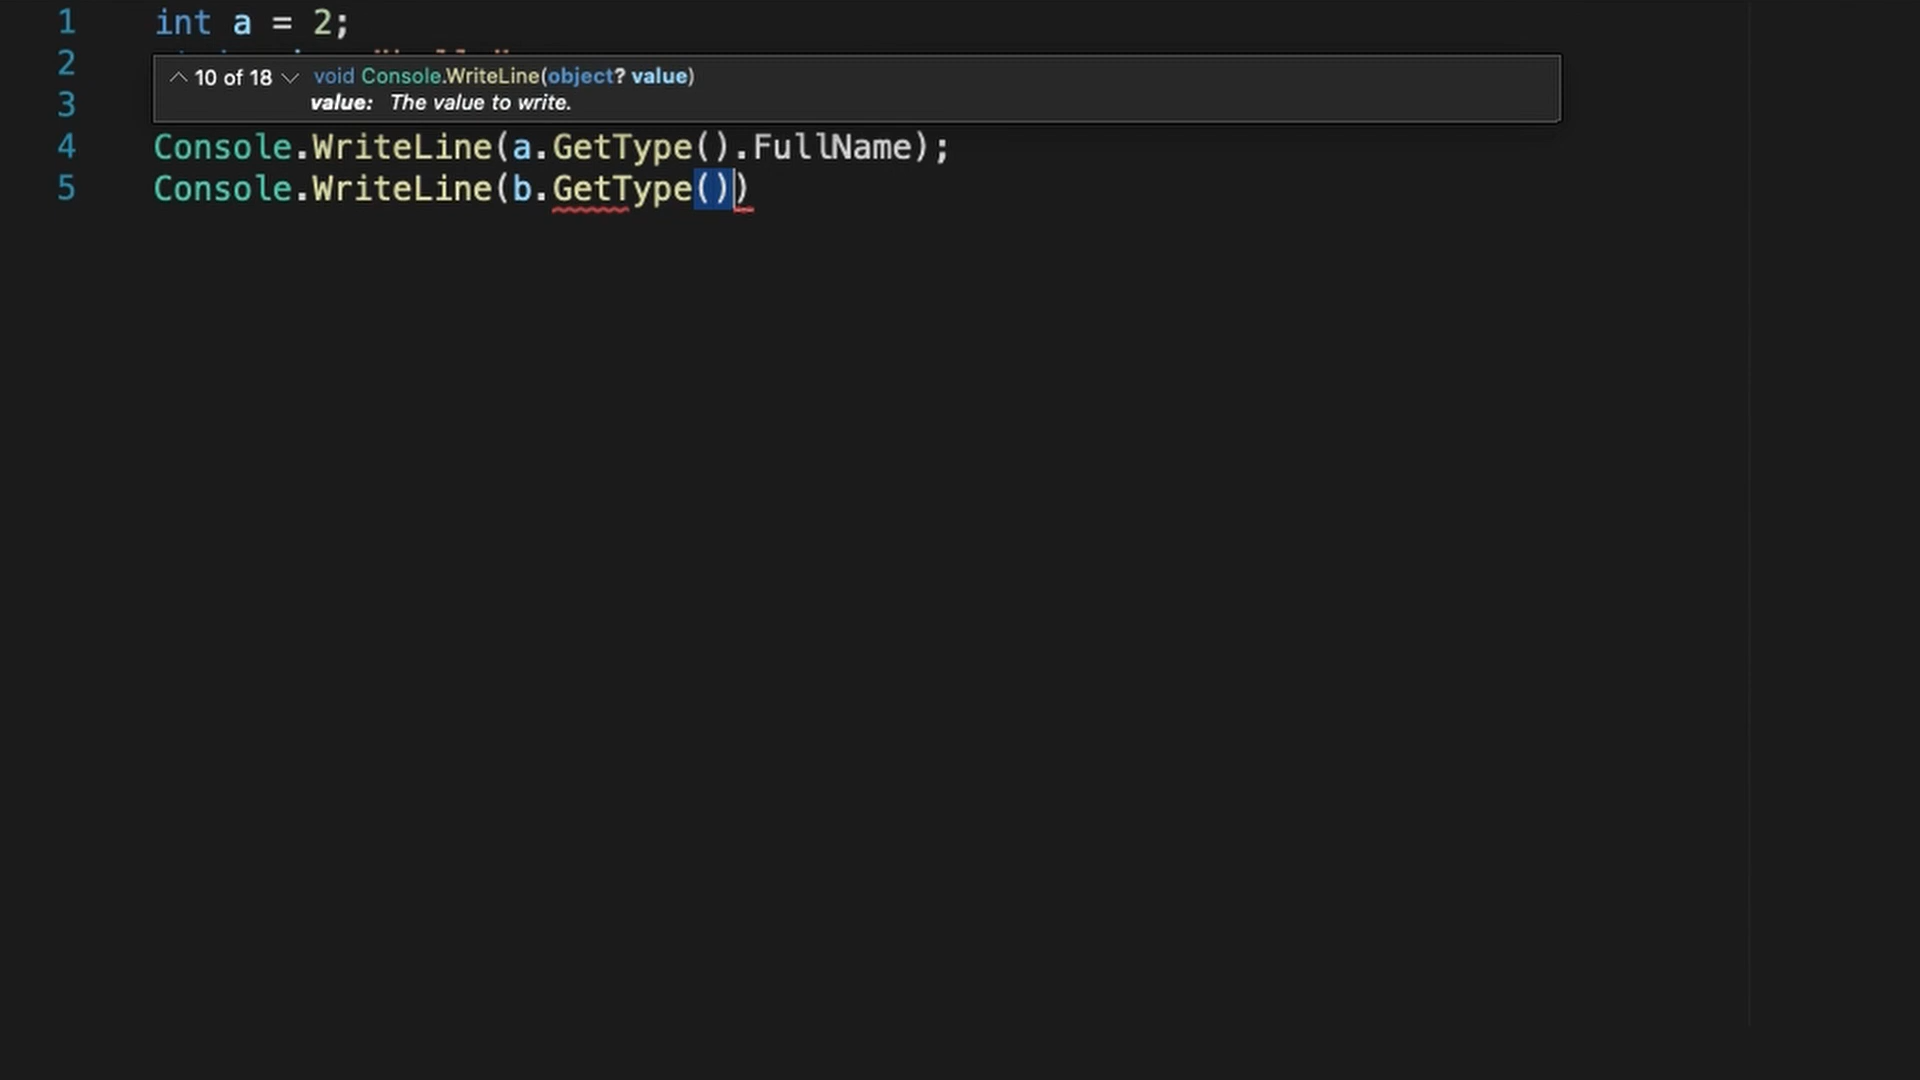 1 int a = 2;
2
10 of 18 void Console.WriteLine(object? value)
3
value: The value to write.
4 Console.WriteLine(a.GetType().FullName);
5 Console.WriteLine(b.GetType())